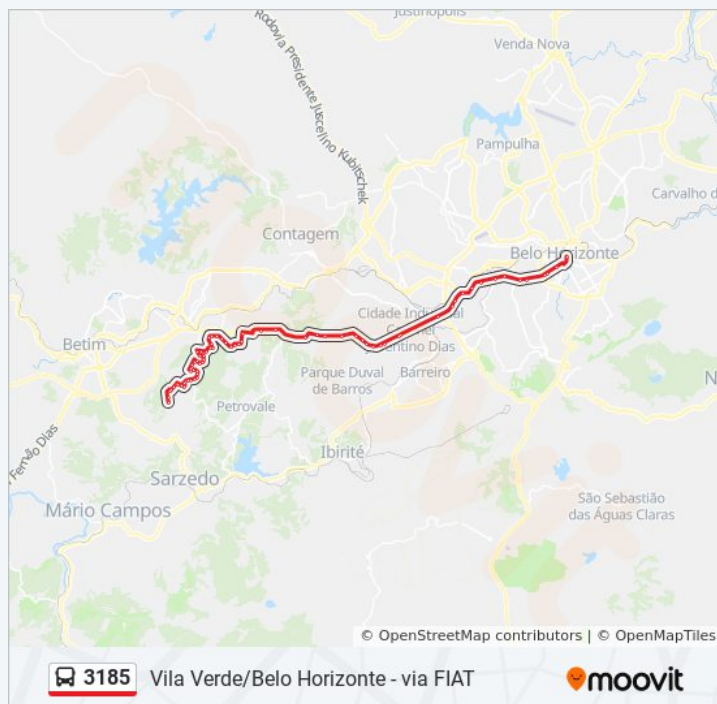 Justinópolis
Venda Nova
Rodovia Presidente Juscelino Kubitschek
Pampulha
Carvalho d
Contagem
Belo Horizonte
Cidade Industrial
Betim
Parque Duval
de Barros
Barreiro
Petrovale
Ibirité
Sarzedo
Mário Campos
São Sebastião
das Águas Claras
© OpenStreetMap contributors | © OpenMapTiles
3185 Vila Verde/Belo Horizonte - via FIAT
moovit